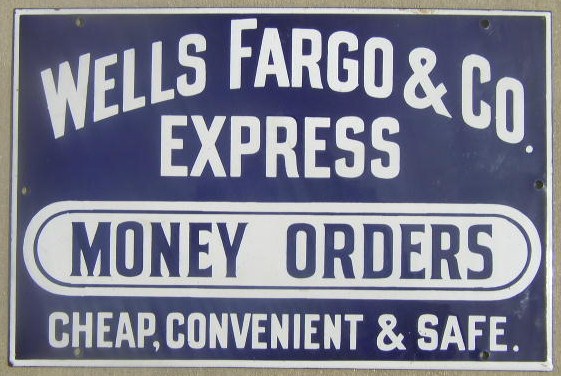 WELLS FARGO & CO.
EXPRESS
MONEY ORDERS
CHEAP, CONVENIENT & SAFE.